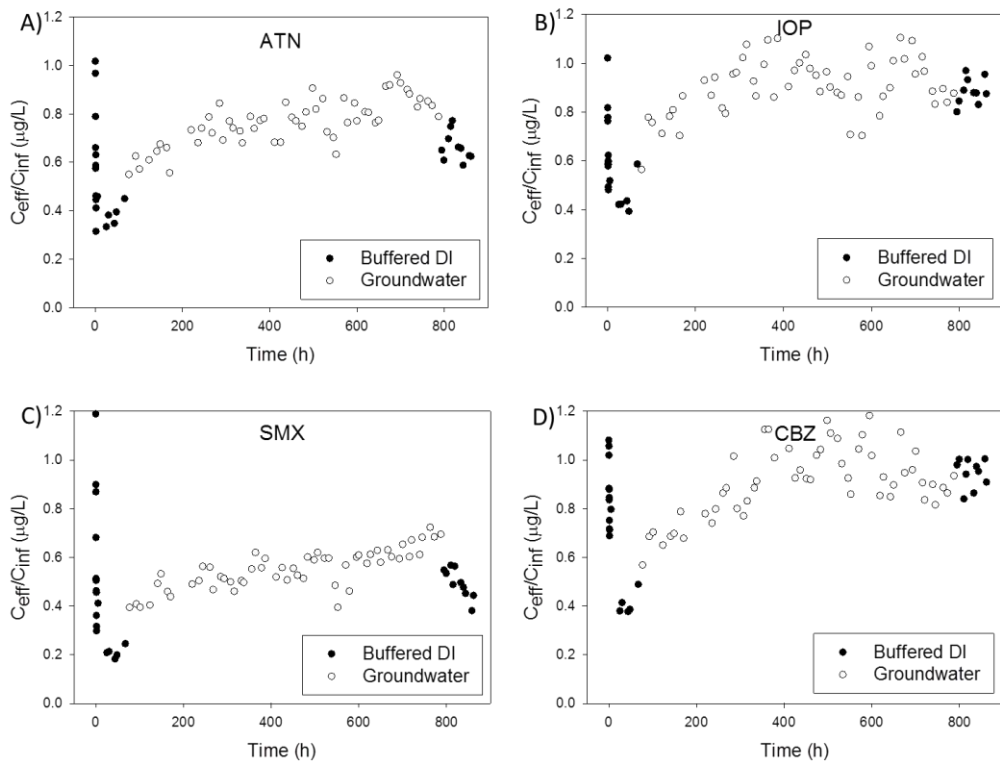 A)
ATN
1.2
1.0
0.8
0.6
0.4
0.2
0.0
Ceff/Cinf (µg/L)
Buffered DI
Groundwater
0 200 400 600 800
Time (h)
B)
IOP
1.2
1.0
0.8
0.6
0.4
0.2
0.0
Ceff/Cinf (µg/L)
Buffered DI
Groundwater
0 200 400 600 800
Time (h)
C)
SMX
1.2
1.0
0.8
0.6
0.4
0.2
0.0
Ceff/Cinf (µg/L)
Buffered DI
Groundwater
0 200 400 600 800
Time (h)
D)
CBZ
1.2
1.0
0.8
0.6
0.4
0.2
0.0
Ceff/Cinf (µg/L)
Buffered DI
Groundwater
0 200 400 600 800
Time (h)